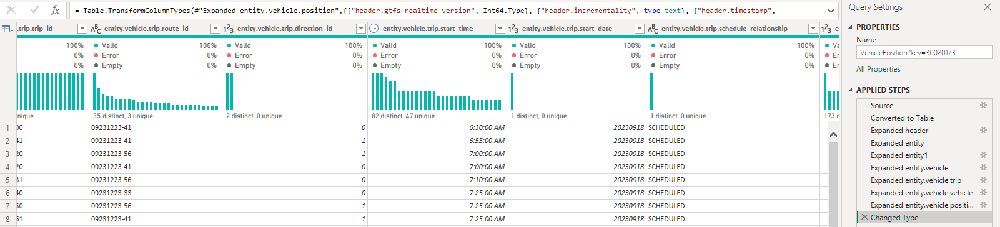 fx = Table.TransformColumnTypes(#"Expanded entity.vehicle.position",{{"header.gtfs_realtime_version", Int64.Type}, {"header.incrementality", type text}, {"header.timestamp",
.trip.trip_id ABC entity.vehicle.trip.route_id 123 entity.vehicle.trip.direction_id entity.vehicle.trip.start_time 123 entity.vehicle.trip.start_date ABC entity.vehicle.trip.schedule_relationship 123 e
100% Valid 100% Valid 100% Valid 100% Valid 100% Valid 100% Va
0% Error 0% Error 0% Error 0% Error 0% Error 0% Er
0% Empty 0% Empty 0% Empty 0% Empty 0% Empty 0% E
nique 35 distinct, 3 unique 2 distinct, 0 unique 82 distinct, 47 unique 1 distinct, 0 unique 1 distinct, 0 unique 173 d
1 00 09231223-41 0 6:30:00 AM 20230918 SCHEDULED
2 41 09231223-41 1 6:55:00 AM 20230918 SCHEDULED
3 20 09231223-56 1 7:00:00 AM 20230918 SCHEDULED
4 20 09231223-41 0 7:00:00 AM 20230918 SCHEDULED
5 31 09231223-56 0 7:10:00 AM 20230918 SCHEDULED
6 40 09231223-33 0 7:25:00 AM 20230918 SCHEDULED
7 50 09231223-56 1 7:25:00 AM 20230918 SCHEDULED
8 51 09231223-41 1 7:25:00 AM 20230918 SCHEDULED
Query Settings
PROPERTIES
Name
VehiclePosition?key=30020173
All Properties
APPLIED STEPS
Source
Converted to Table
Expanded header
Expanded entity
Expanded entity1
Expanded entity.vehicle
Expanded entity.vehicle.trip
Expanded entity.vehicle.vehicle
Expanded entity.vehicle.positi...
Changed Type